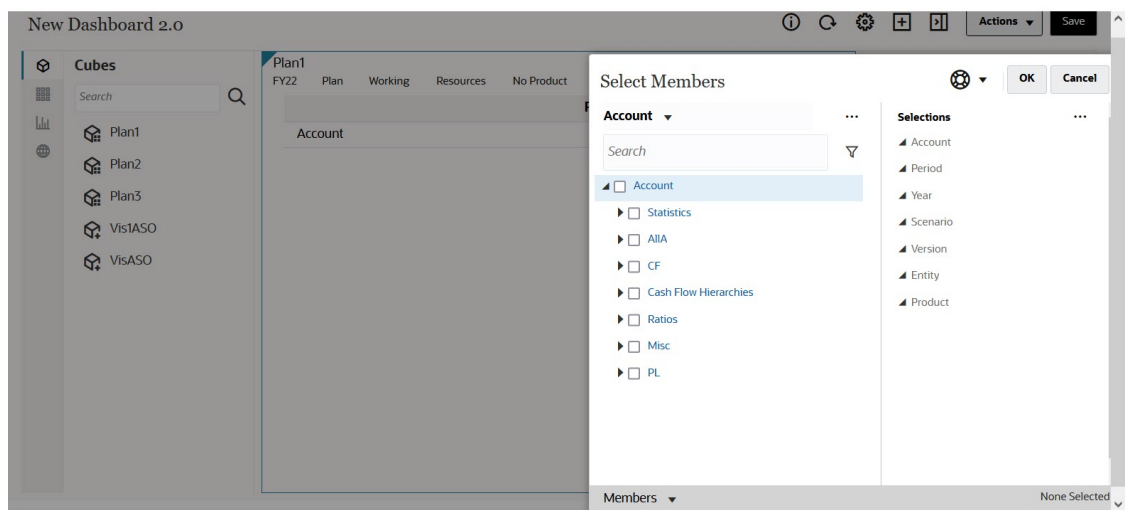 New Dashboard 2.0
Actions
Save
Cubes
Search
Plan1
Plan2
Plan3
Vis1ASO
VisASO
Plan1
FY22 Plan Working Resources No Product
Account
Select Members
OK
Cancel
Account
...
Search
Account
Statistics
AllA
CF
Cash Flow Hierarchies
Ratios
Misc
PL
Selections
...
Account
Period
Year
Scenario
Version
Entity
Product
Members
None Selected